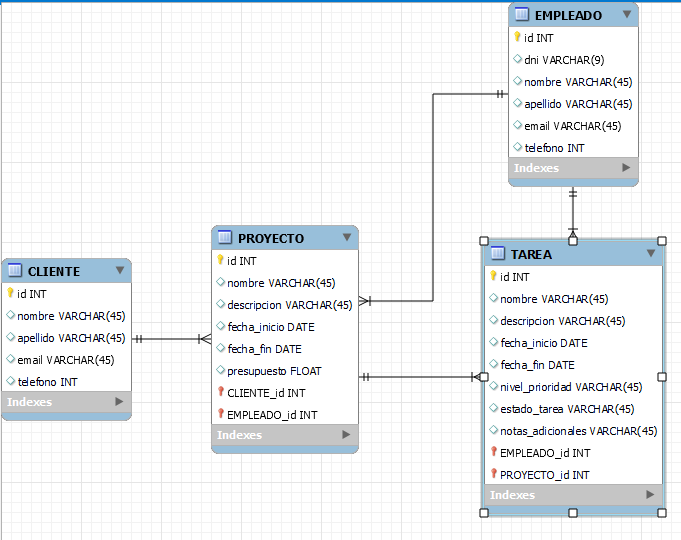 EMPLEADO
id INT
dni VARCHAR(9)
nombre VARCHAR(45)
apellido VARCHAR(45)
email VARCHAR(45)
telefono INT
Indexes
PROYECTO
id INT
nombre VARCHAR(45)
descripcion VARCHAR(45)
fecha_inicio DATE
fecha_fin DATE
presupuesto FLOAT
CLIENTE_id INT
EMPLEADO_id INT
Indexes
CLIENTE
id INT
nombre VARCHAR(45)
apellido VARCHAR(45)
email VARCHAR(45)
telefono INT
Indexes
TAREA
id INT
nombre VARCHAR(45)
descripcion VARCHAR(45)
fecha_inicio DATE
fecha_fin DATE
nivel_prioridad VARCHAR(45)
estado_tarea VARCHAR(45)
notas_adicionales VARCHAR(45)
EMPLEADO_id INT
PROYECTO_id INT
Indexes